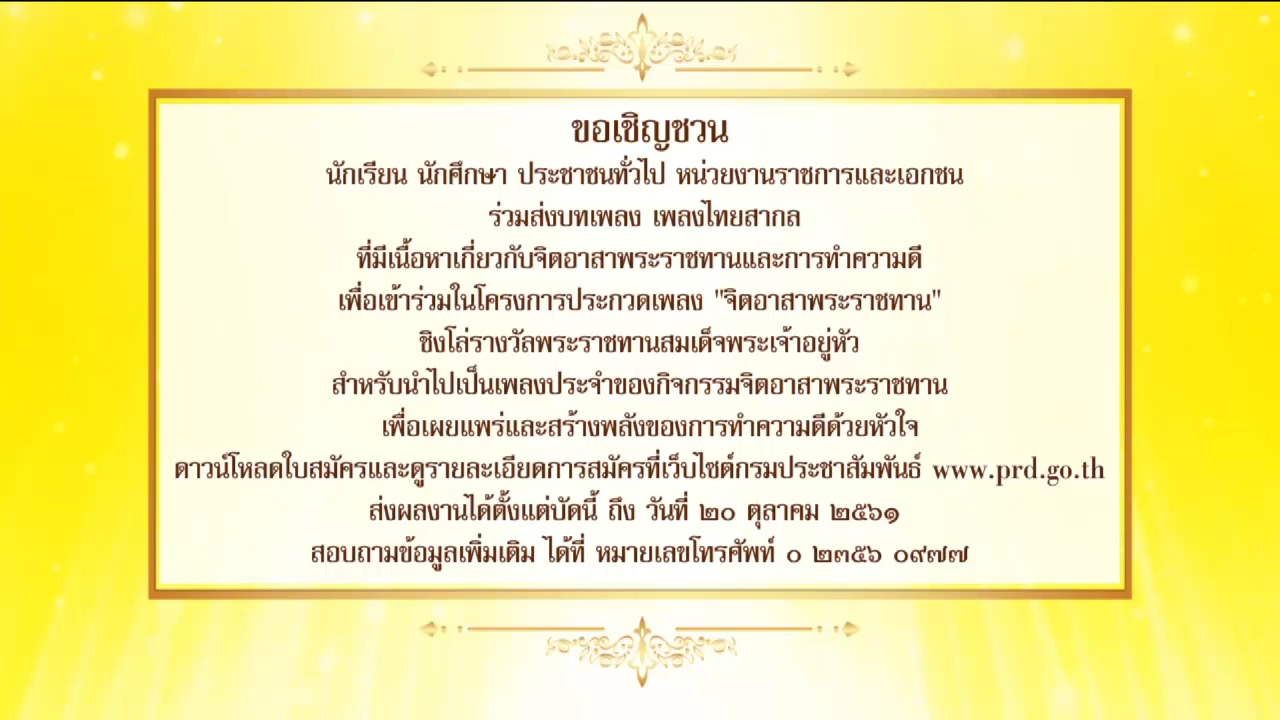 ขอเชิญชวน
นักเรียน นักศึกษา ประชาชนทั่วไป หน่วยงานราชการและเอกชน
ร่วมส่งบทเพลง เพลงไทยสากล
ที่มีเนื้อหาเกี่ยวกับจิตอาสาพระราชทานและการทำความดี
เพื่อเข้าร่วมในโครงการประกวดเพลง "จิตอาสาพระราชทาน"
ชิงโล่รางวัลพระราชทานสมเด็จพระเจ้าอยู่หัว
สำหรับนำไปเป็นเพลงประจำของกิจกรรมจิตอาสาพระราชทาน
เพื่อเผยแพร่และสร้างพลังของการทำความดีด้วยหัวใจ
ดาวน์โหลดใบสมัครและดูรายละเอียดการสมัครที่เว็บไซต์กรมประชาสัมพันธ์ www.prd.go.th
ส่งผลงานได้ตั้งแต่บัดนี้ ถึง วันที่ ๒๐ ตุลาคม ๒๕๖๑
สอบถามข้อมูลเพิ่มเติม ได้ที่ หมายเลขโทรศัพท์ ๐ ๒๓๕๖ ๐๙๗๗